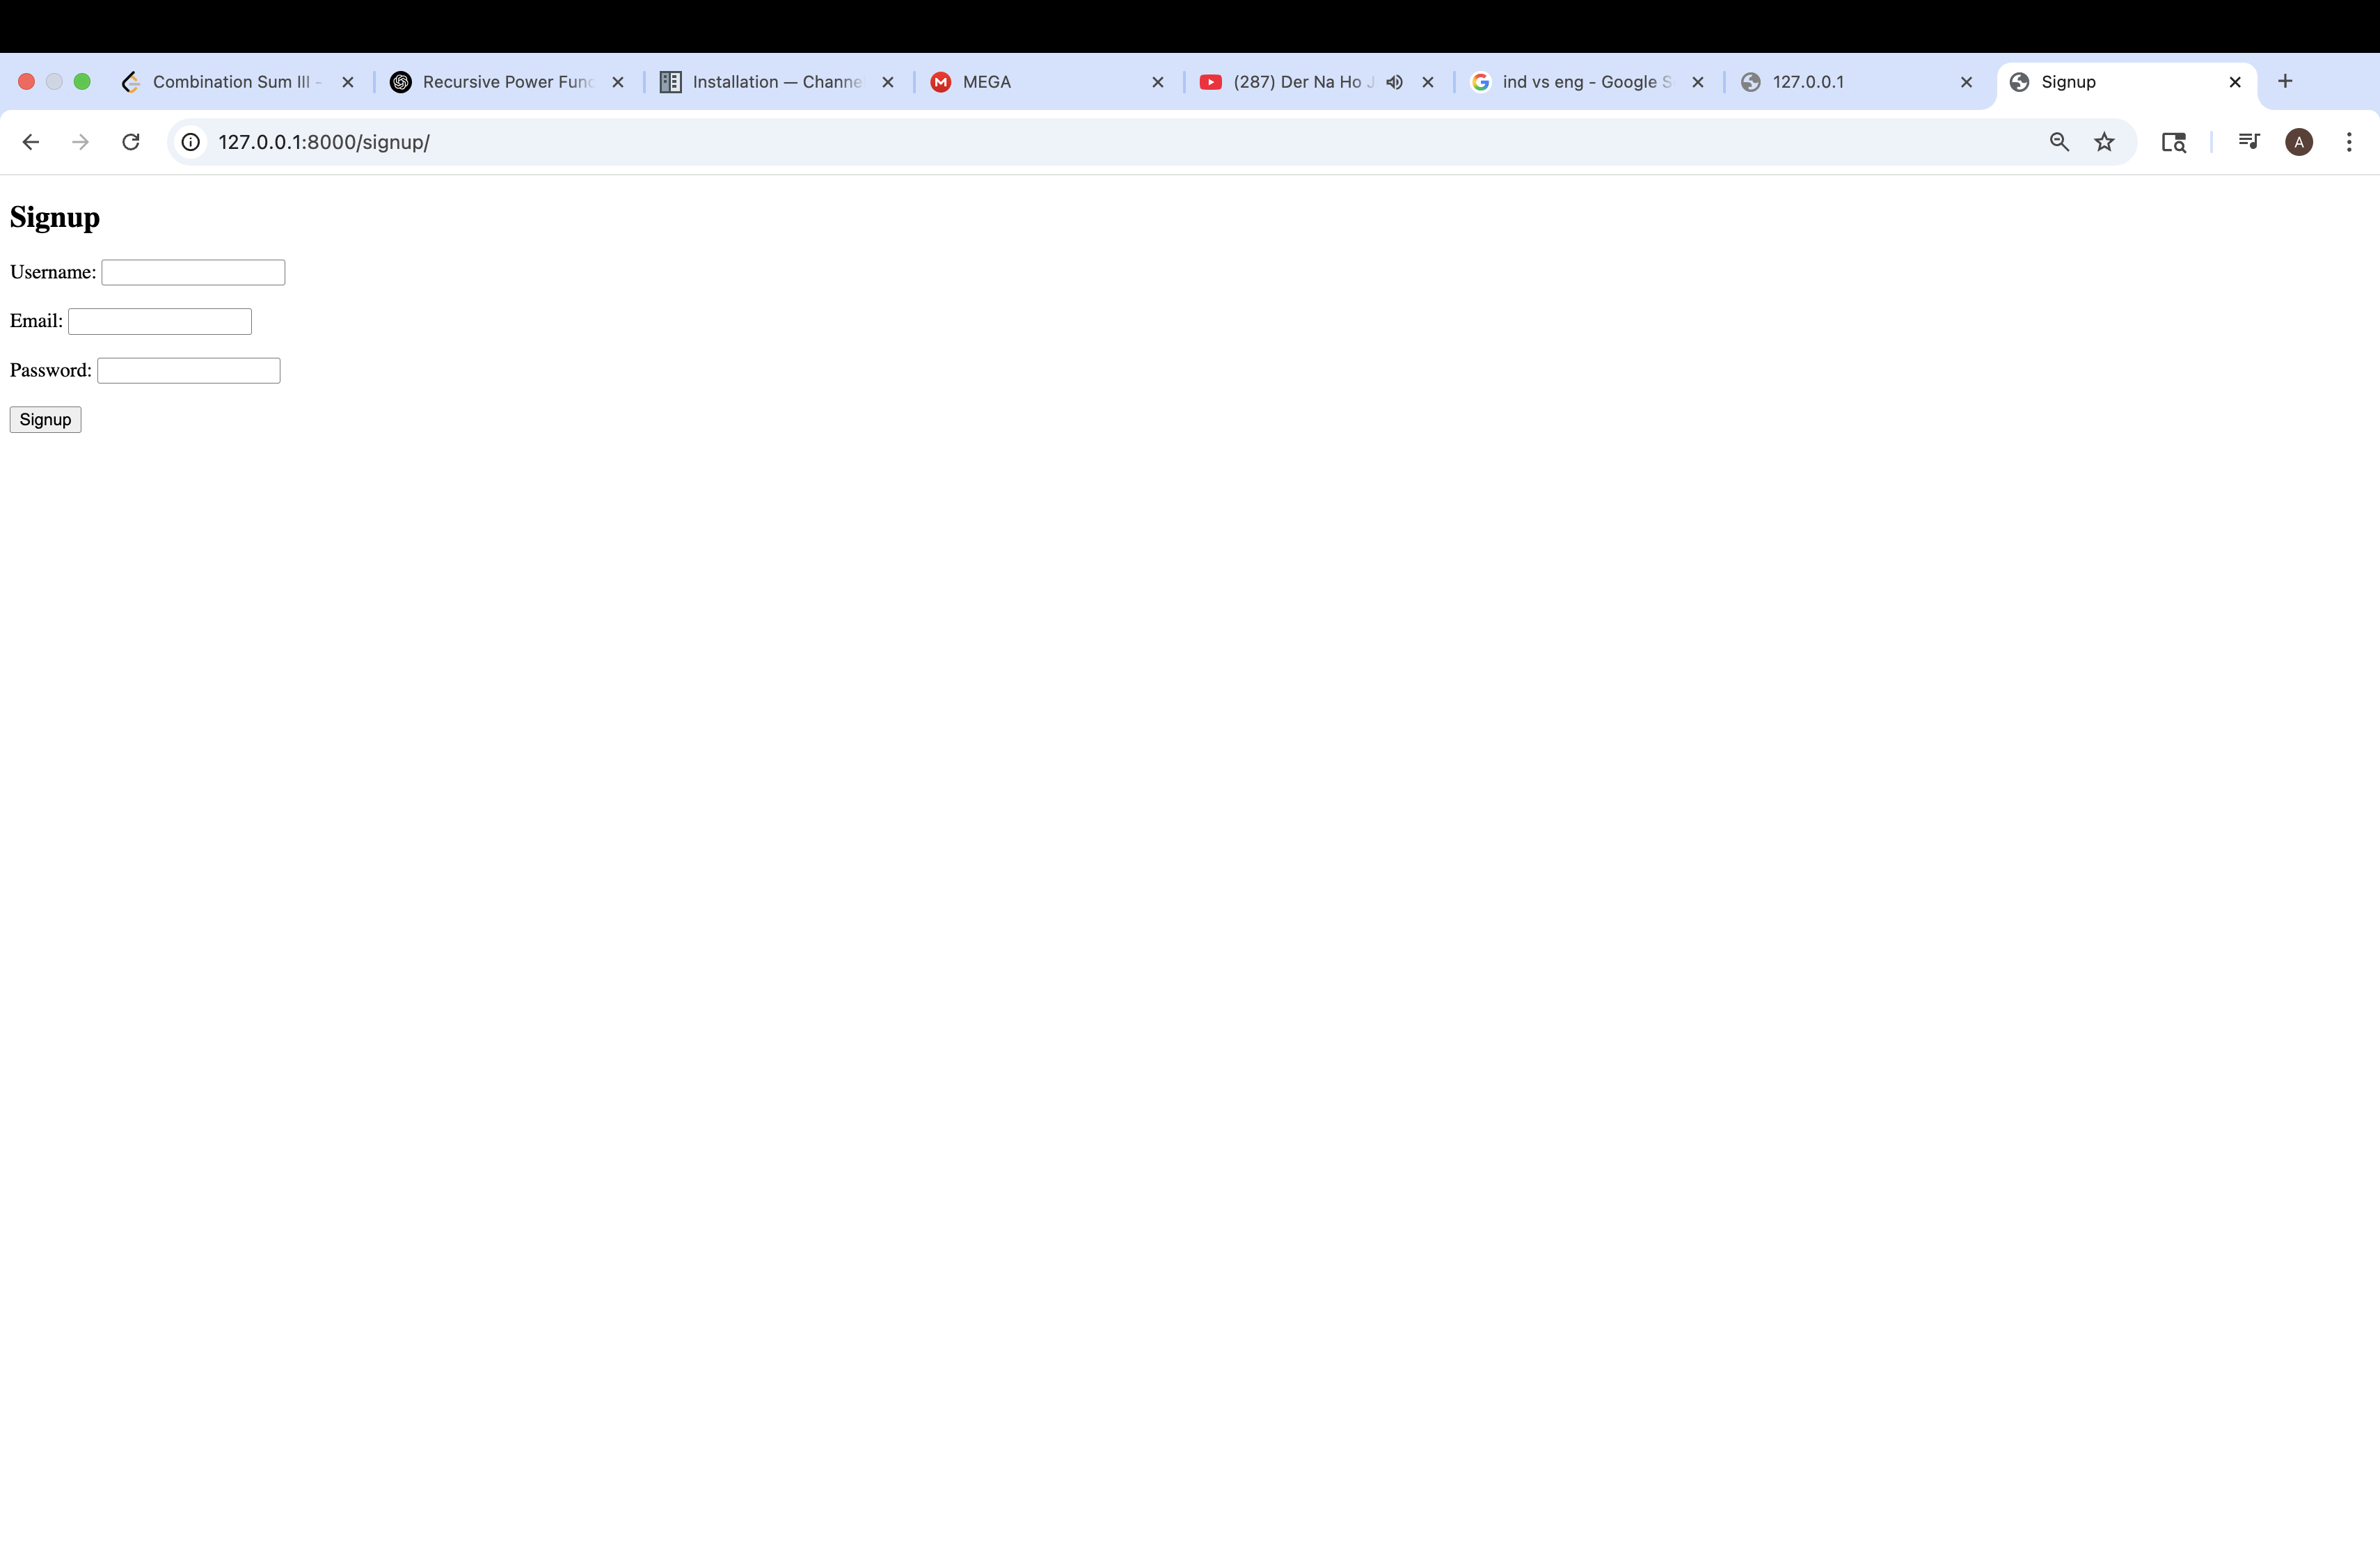 Combination Sum III -
Recursive Power Func
Installation — Channe
MEGA
(287) Der Na Ho J
ind vs eng - Google S
127.0.0.1
Signup
127.0.0.1:8000/signup/
A
Signup
Username:
Email:
Password:
Signup